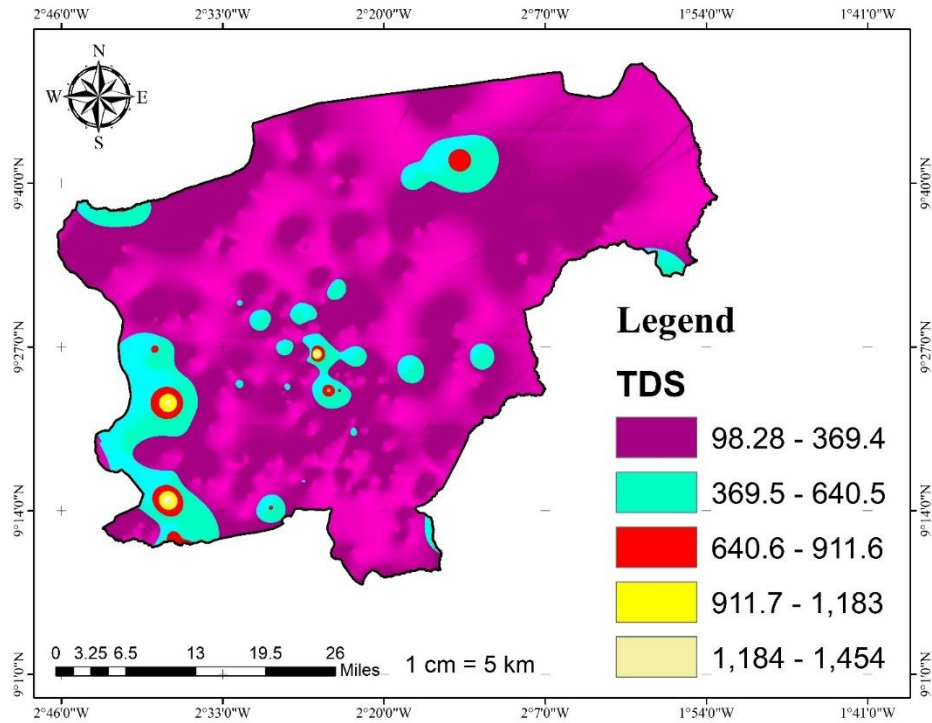 2°46'0"W 2°33'0"W 2°20'0"W 2°7'0"W 1°54'0"W 1°41'0"W
N
W E
S
9°40'0"N 9°40'0"N
9°27'0"N 9°27'0"N
9°14'0"N 9°14'0"N
9°1'0"N 9°1'0"N
Legend
TDS
98.28 - 369.4
369.5 - 640.5
640.6 - 911.6
911.7 - 1,183
1,184 - 1,454
0 3.25 6.5 13 19.5 26
Miles
1 cm = 5 km
2°46'0"W 2°33'0"W 2°20'0"W 2°7'0"W 1°54'0"W 1°41'0"W